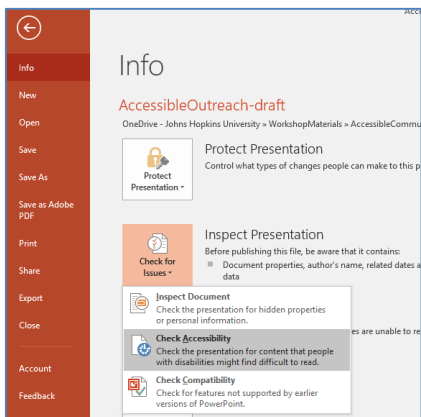 Acce
Info
New
Open
Save
Save As
Save as Adobe
PDF
Print
Share
Export
Close
Account
Feedback
Info
AccessibleOutreach-draft
OneDrive - Johns Hopkins University » WorkshopMaterials » AccessibleCommu
Protect
Presentation
Protect Presentation
Control what types of changes people can make to this p
Check for
Issues
Inspect Presentation
Before publishing this file, be aware that it contains:
Document properties, author's name, related dates a
data
Inspect Document
Check the presentation for hidden properties
or personal information.
es are unable to re
Check Accessibility
Check the presentation for content that people
with disabilities might find difficult to read.
Check Compatibility
Check for features not supported by earlier
versions of PowerPoint.